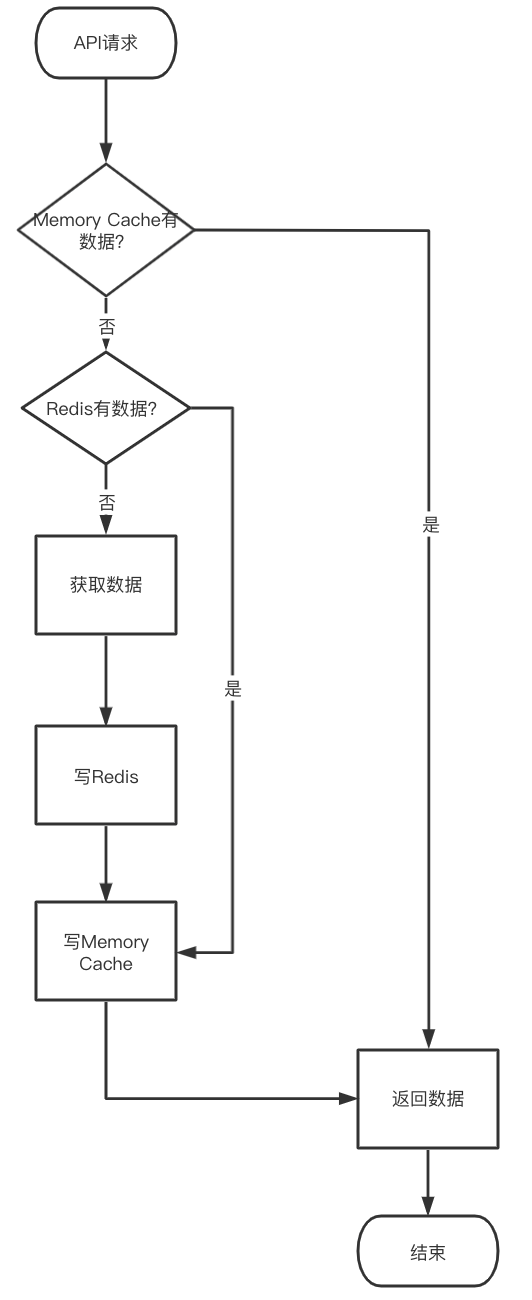 API请求
Memory Cache有
数据?
否
Redis有数据?
否
是
获取数据
是
写Redis
写Memory
Cache
返回数据
结束